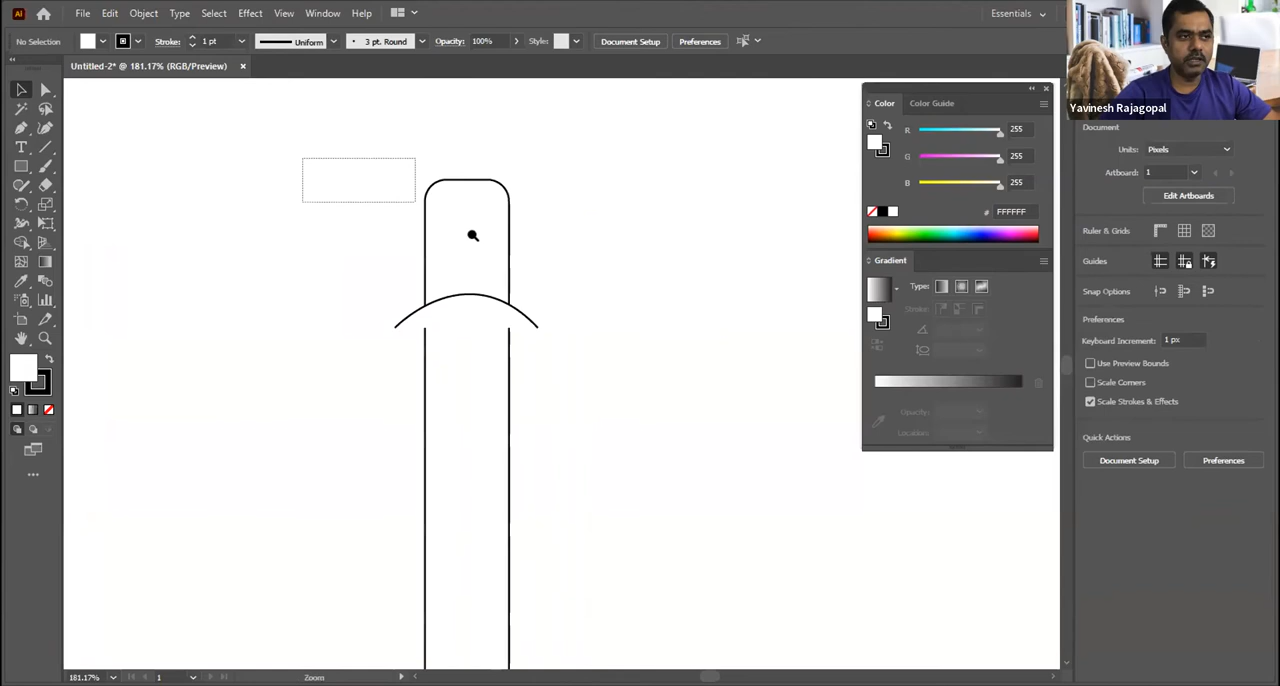 Ai File Edit Object Type Select Effect View Window Help Essentials
No Selection Stroke: 1 pt Uniform 3 pt. Round Opacity: 100% Style: Document Setup Preferences
Untitled-2* @ 181.17% (RGB/Preview)
Yavinesh Rajagopal
Color Color Guide
R 255
G 255
B 255
# FFFFFF
Gradient
Type:
Stroke:
Opacity:
Location:
Document
Units: Pixels
Artboard: 1
Edit Artboards
Ruler & Grids
Guides
Snap Options
Preferences
Keyboard Increment: 1 px
Use Preview Bounds
Scale Corners
Scale Strokes & Effects
Quick Actions
Document Setup Preferences
181.17% 1 Zoom